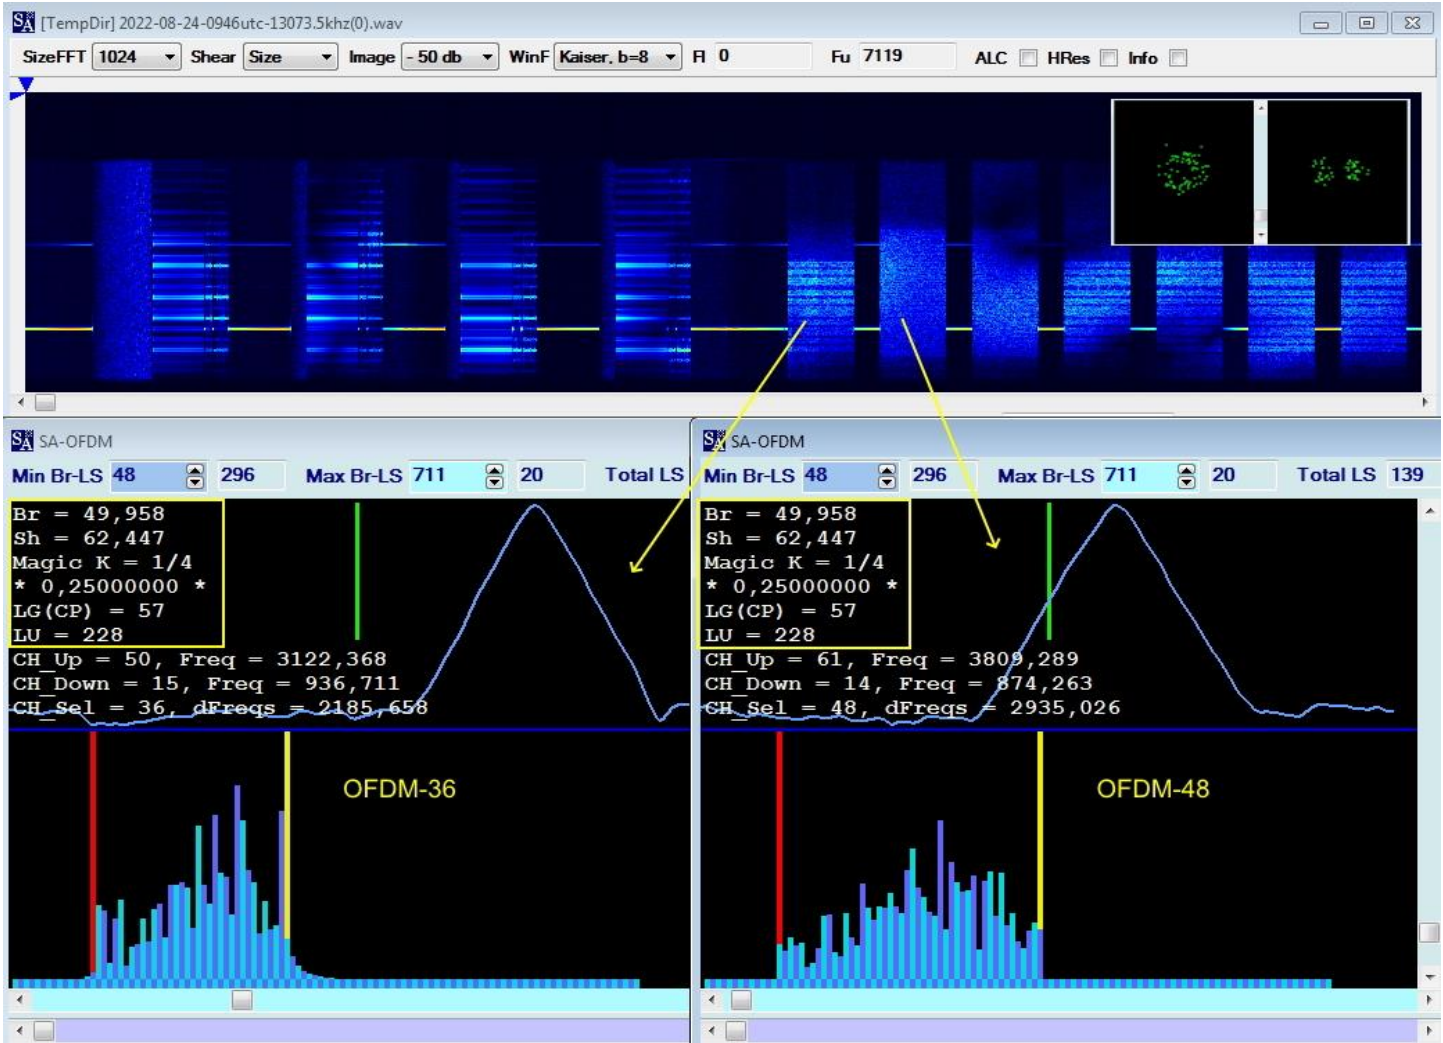 SA [TempDir] 2022-08-24-0946utc-13073.5khz(0).wav
SizeFFT 1024 Shear Size Image - 50 db WinF Kaiser, b=8 Fl 0 Fu 7119 ALC HRes Info
SA SA-OFDM
Min Br-LS 48 296 Max Br-LS 711 20 Total LS
Br = 49,958
Sh = 62,447
Magic K = 1/4
* 0,25000000 *
LG(CP) = 57
LU = 228
CH_Up = 50, Freq = 3122,368
CH_Down = 15, Freq = 936,711
CH_Sel = 36, dFreqs = 2185,658
OFDM-36
SA SA-OFDM
Min Br-LS 48 296 Max Br-LS 711 20 Total LS 139
Br = 49,958
Sh = 62,447
Magic K = 1/4
* 0,25000000 *
LG(CP) = 57
LU = 228
CH_Up = 61, Freq = 3809,289
CH_Down = 14, Freq = 874,263
CH_Sel = 48, dFreqs = 2935,026
OFDM-48